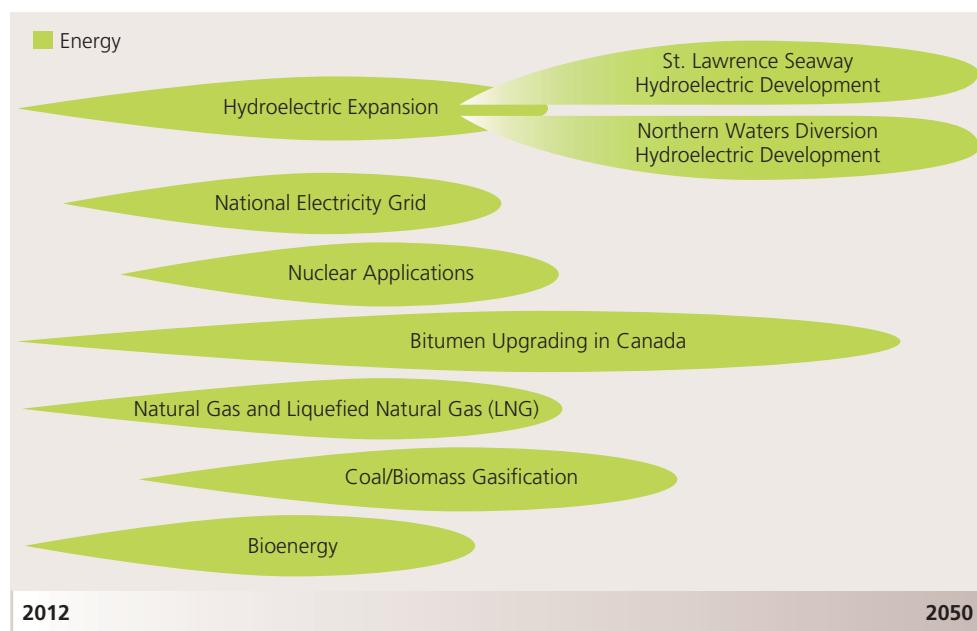 Energy
St. Lawrence Seaway
Hydroelectric Development
Hydroelectric Expansion
Northern Waters Diversion
Hydroelectric Development
National Electricity Grid
Nuclear Applications
Bitumen Upgrading in Canada
Natural Gas and Liquefied Natural Gas (LNG)
Coal/Biomass Gasification
Bioenergy
2012
2050